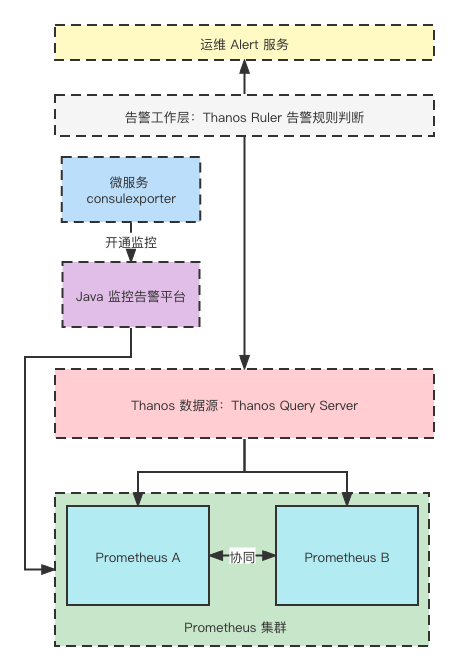 运维 Alert 服务
告警工作层：Thanos Ruler 告警规则判断
微服务
consulexporter
开通监控
Java 监控告警平台
Thanos 数据源：Thanos Query Server
Prometheus A
协同
Prometheus B
Prometheus 集群